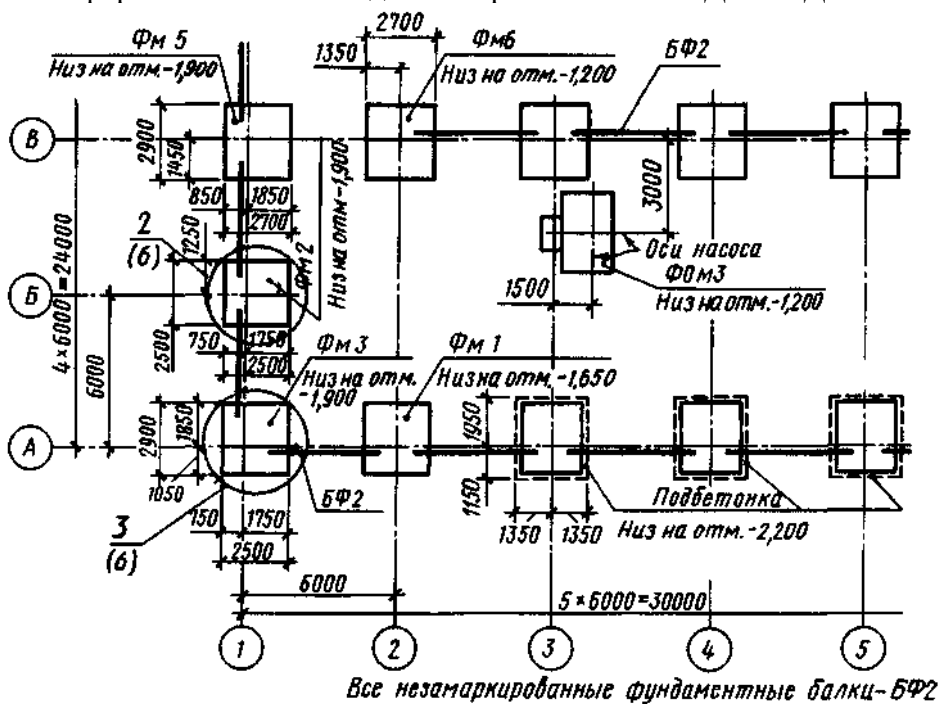 Фм 5
Низ на отм.-1,900
2700
1350
Фм6
Низ на отм.-1,200
БФ2
В
2900
1450
850
1850
2700
3000
4×6000=24000
2
(6)
1250
Фм 2
Низ на отм-1,900
Оси насоса
ФОм3
Низ на отм.-1,200
1500
Б
2500
6000
750
1750
2500
Фм 3
Низ на отм.
-1,900
Фм 1
Низ на отм.-1,650
А
2900
1850
1050
1950
1150
БФ2
Подбетонка
Низ на отм.-2,200
3
(6)
150
1750
2500
1350
1350
6000
5×6000=30000
1
2
3
4
5
Все незамаркированные фундаментные балки-БФ2